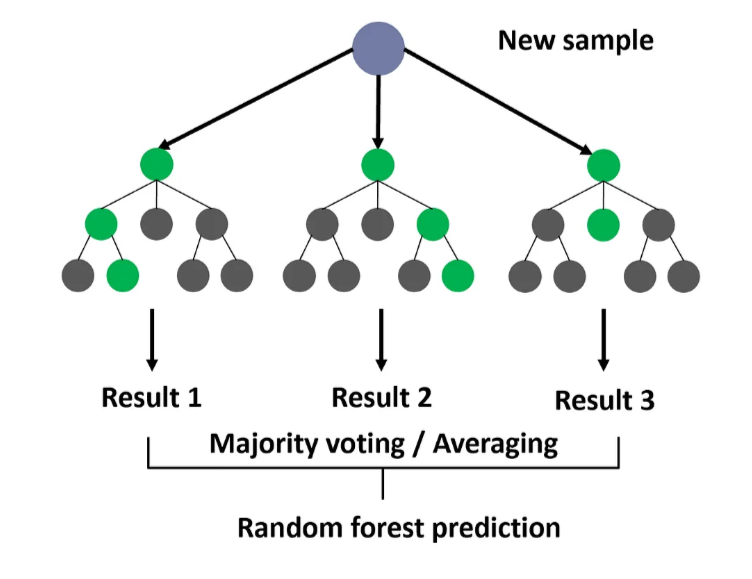 New sample
Result 1
Result 2
Result 3
Majority voting / Averaging
Random forest prediction